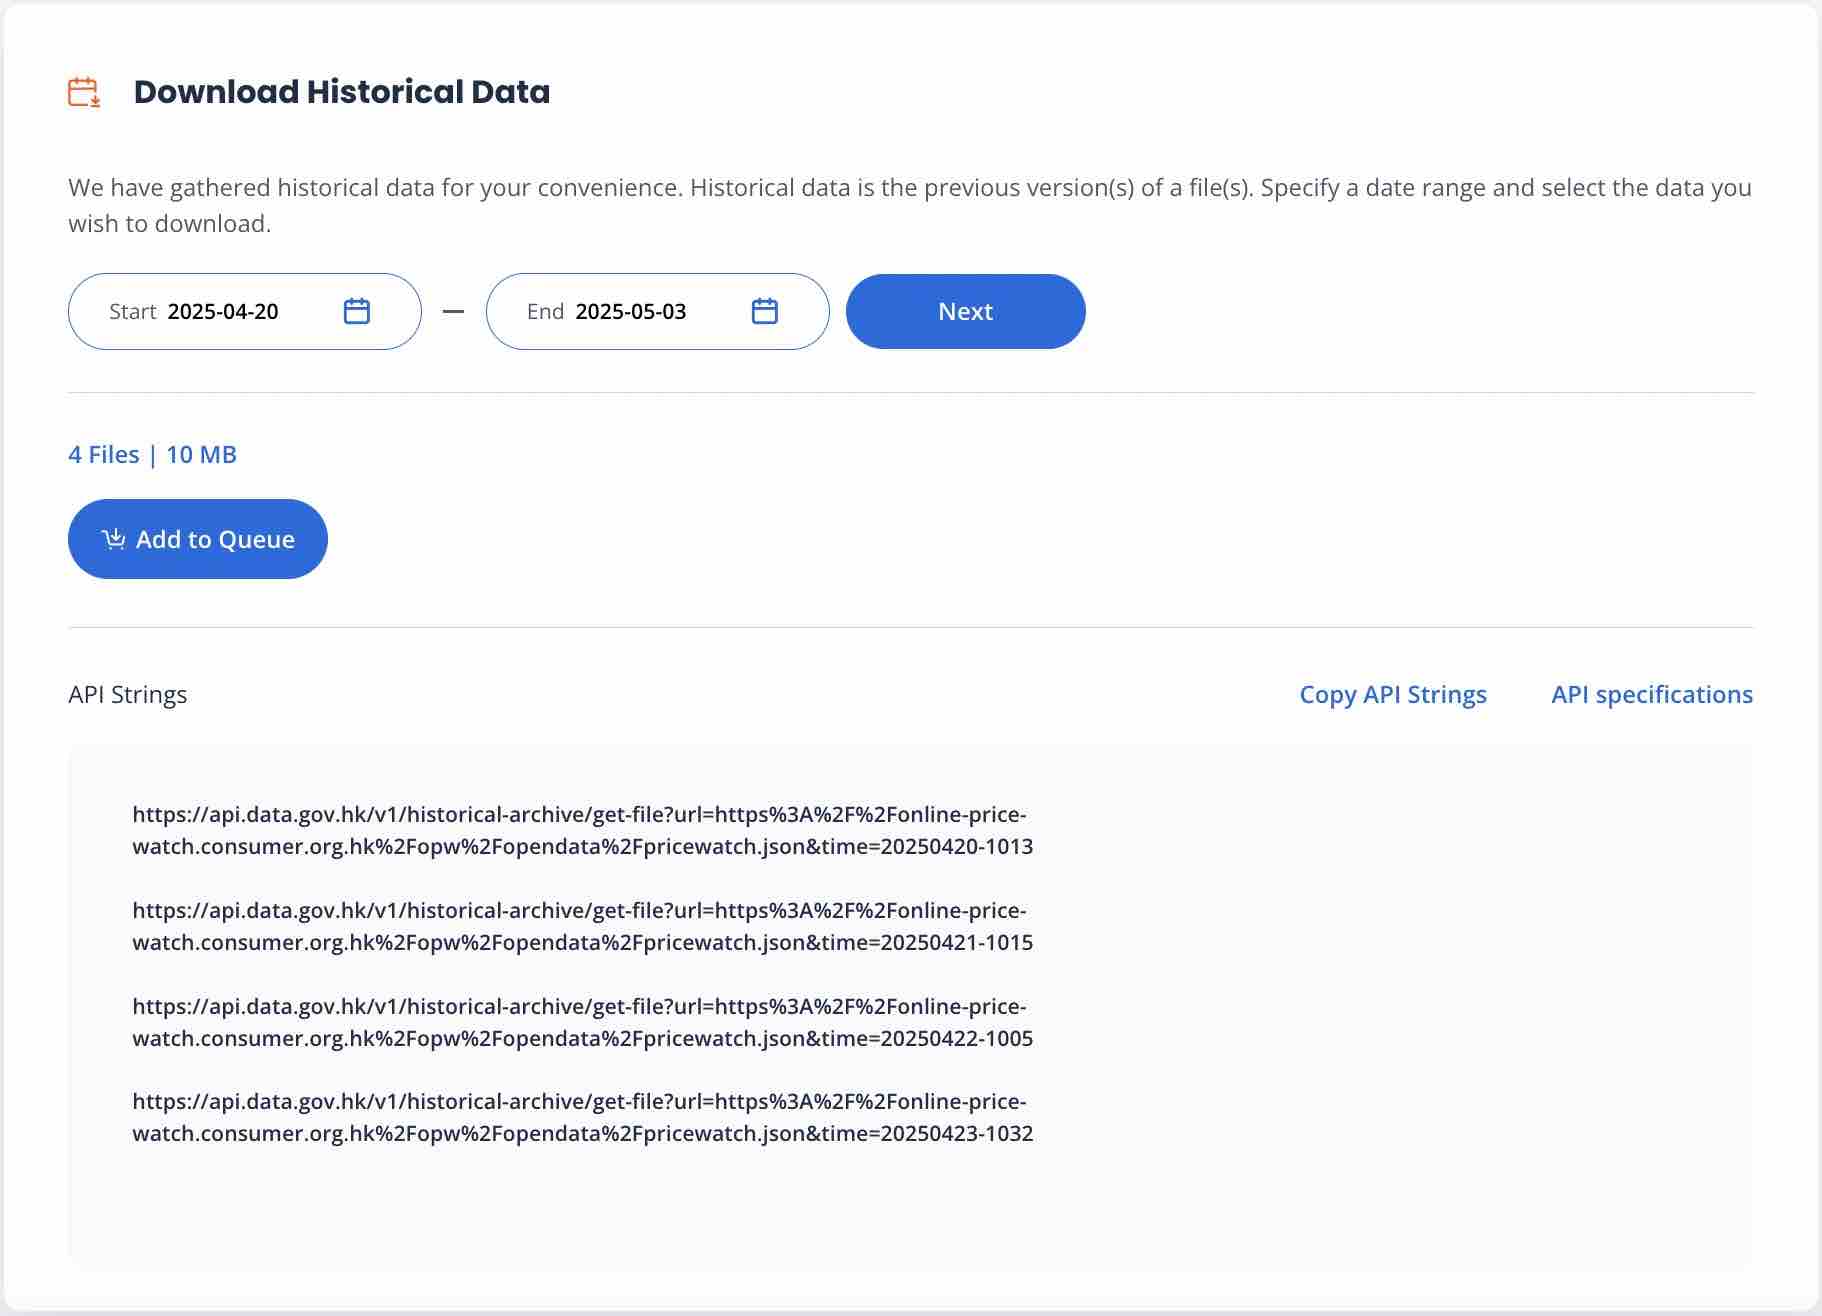 Download Historical Data
We have gathered historical data for your convenience. Historical data is the previous version(s) of a file(s). Specify a date range and select the data you
wish to download.
Start 2025-04-20 — End 2025-05-03 Next
4 Files | 10 MB
Add to Queue
API Strings Copy API Strings API specifications
https://api.data.gov.hk/v1/historical-archive/get-file?url=https%3A%2F%2Fonline-price-
watch.consumer.org.hk%2Fopw%2Fopendata%2Fpricewatch.json&time=20250420-1013
https://api.data.gov.hk/v1/historical-archive/get-file?url=https%3A%2F%2Fonline-price-
watch.consumer.org.hk%2Fopw%2Fopendata%2Fpricewatch.json&time=20250421-1015
https://api.data.gov.hk/v1/historical-archive/get-file?url=https%3A%2F%2Fonline-price-
watch.consumer.org.hk%2Fopw%2Fopendata%2Fpricewatch.json&time=20250422-1005
https://api.data.gov.hk/v1/historical-archive/get-file?url=https%3A%2F%2Fonline-price-
watch.consumer.org.hk%2Fopw%2Fopendata%2Fpricewatch.json&time=20250423-1032